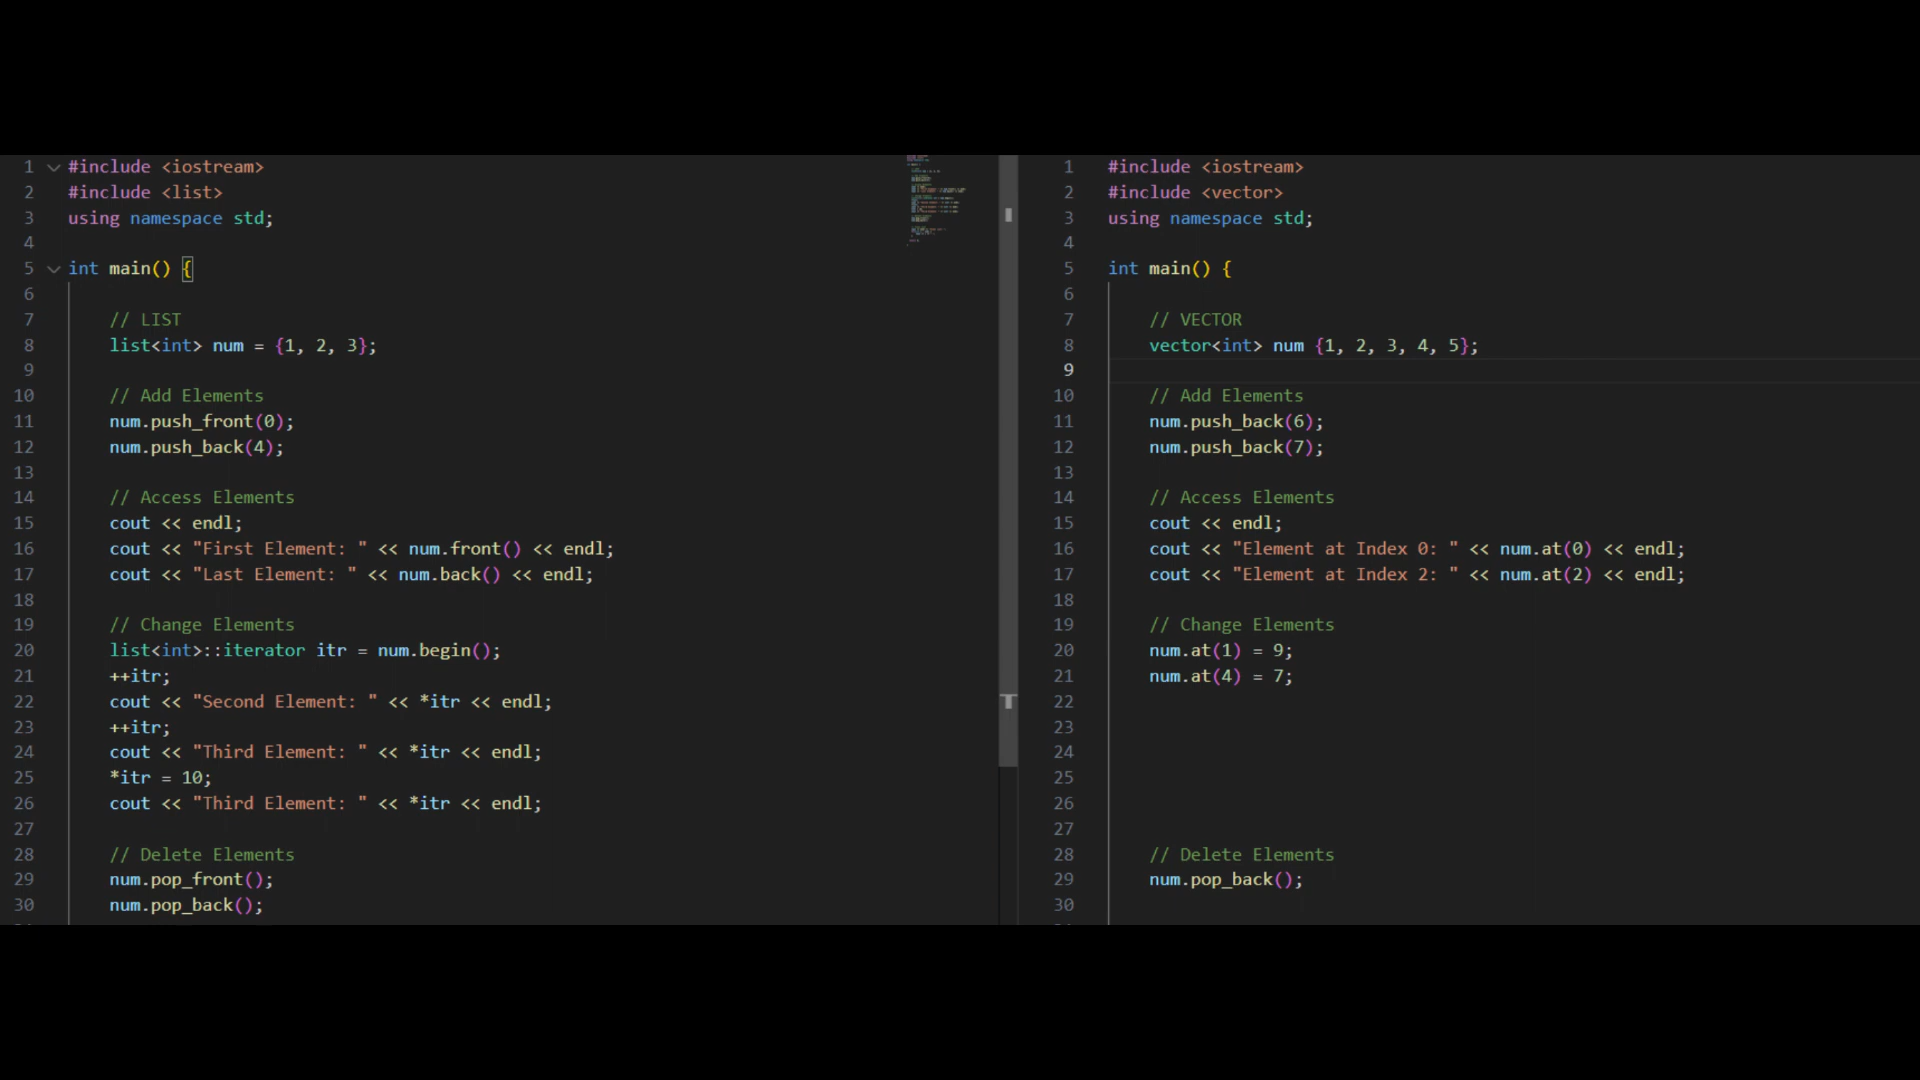 1 #include <iostream>
2 #include <list>
3 using namespace std;
4
5 int main() {
6
7 // LIST
8 list<int> num = {1, 2, 3};
9
10 // Add Elements
11 num.push_front(0);
12 num.push_back(4);
13
14 // Access Elements
15 cout << endl;
16 cout << "First Element: " << num.front() << endl;
17 cout << "Last Element: " << num.back() << endl;
18
19 // Change Elements
20 list<int>::iterator itr = num.begin();
21 ++itr;
22 cout << "Second Element: " << *itr << endl;
23 ++itr;
24 cout << "Third Element: " << *itr << endl;
25 *itr = 10;
26 cout << "Third Element: " << *itr << endl;
27
28 // Delete Elements
29 num.pop_front();
30 num.pop_back();
1 #include <iostream>
2 #include <vector>
3 using namespace std;
4
5 int main() {
6
7 // VECTOR
8 vector<int> num {1, 2, 3, 4, 5};
9
10 // Add Elements
11 num.push_back(6);
12 num.push_back(7);
13
14 // Access Elements
15 cout << endl;
16 cout << "Element at Index 0: " << num.at(0) << endl;
17 cout << "Element at Index 2: " << num.at(2) << endl;
18
19 // Change Elements
20 num.at(1) = 9;
21 num.at(4) = 7;
22
23
24
25
26
27
28 // Delete Elements
29 num.pop_back();
30